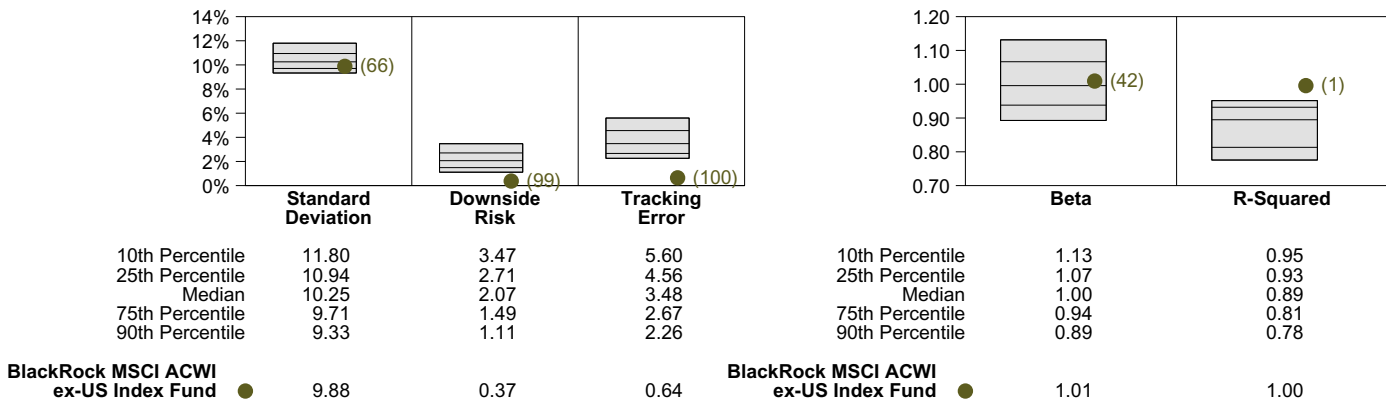 14%
12%
10%
8%
6%
4%
2%
0%
(66)
(99)
(100)
Standard Deviation
Downside Risk
Tracking Error
10th Percentile 11.80 3.47 5.60
25th Percentile 10.94 2.71 4.56
Median 10.25 2.07 3.48
75th Percentile 9.71 1.49 2.67
90th Percentile 9.33 1.11 2.26
BlackRock MSCI ACWI
ex-US Index Fund 9.88 0.37 0.64
1.20
1.10
1.00
0.90
0.80
0.70
(42)
(1)
Beta R-Squared
10th Percentile 1.13 0.95
25th Percentile 1.07 0.93
Median 1.00 0.89
75th Percentile 0.94 0.81
90th Percentile 0.89 0.78
BlackRock MSCI ACWI
ex-US Index Fund 1.01 1.00